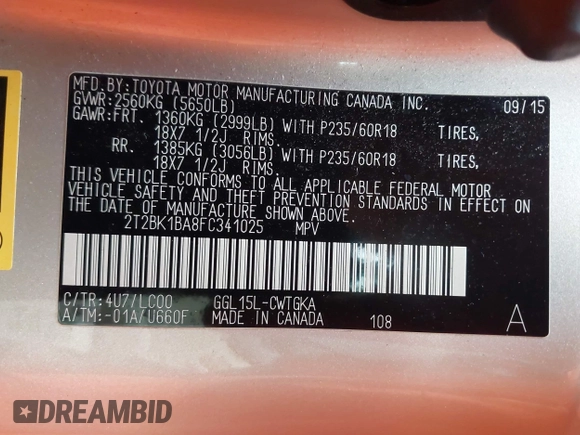 MFD.BY:TOYOTA MOTOR MANUFACTURING CANADA INC. 09/15
GVWR:2560KG (5650LB)
GAWR:FRT. 1360KG (2999LB) WITH P235/60R18 TIRES,
18X7 1/2J RIMS.
RR. 1385KG (3056LB) WITH P235/60R18 TIRES,
18X7 1/2J RIMS.
THIS VEHICLE CONFORMS TO ALL APPLICABLE FEDERAL MOTOR
VEHICLE SAFETY AND THEFT PREVENTION STANDARDS IN EFFECT ON
THE DATE OF MANUFACTURE SHOWN ABOVE.
2T2BK1BA8FC341025 MPV
C/TR:4U7/LC00 GGL15L-CWTGKA
A/TM:-01A/U660F MADE IN CANADA 108 A
DREAMBID